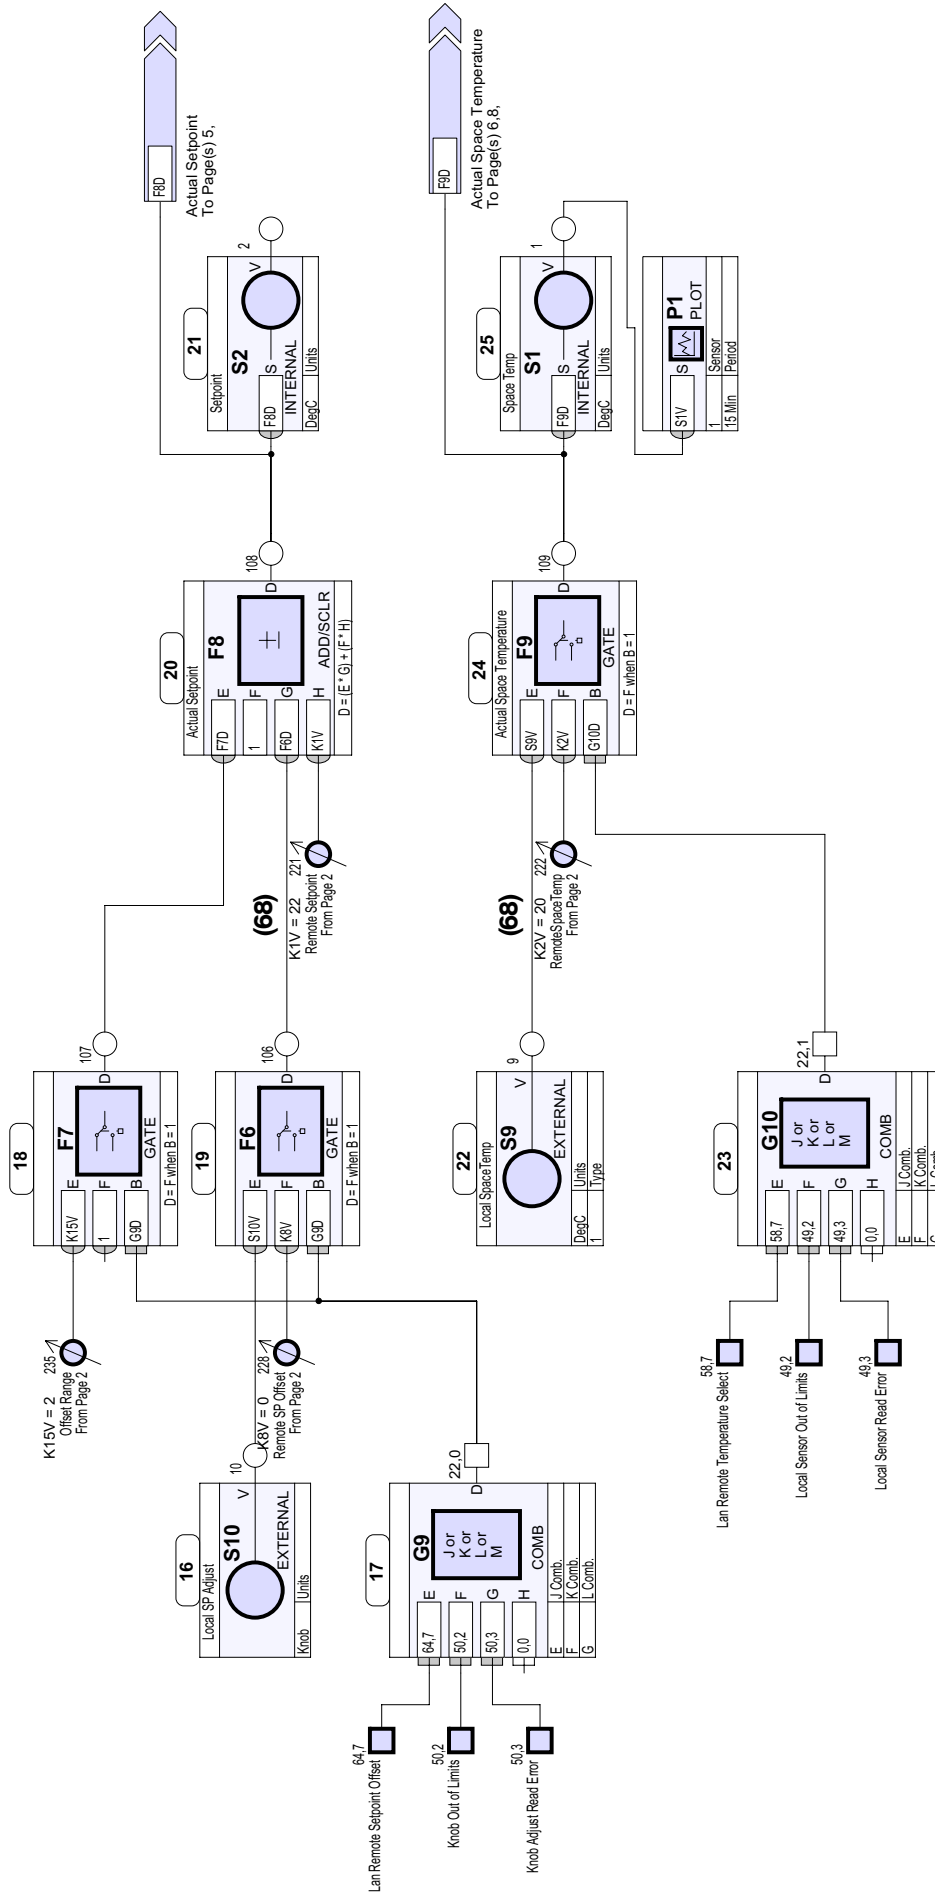 F8D
Actual Setpoint
To Page(s) 5,
F9D
Actual Space Temperature
To Page(s) 6,8,
21
Setpoint
S2
F8D
S
V
2
INTERNAL
DegC
Units
25
Space Temp
S1
F9D
S
V
1
INTERNAL
DegC
Units
P1
PLOT
S1V
S
1
Sensor
15 Min
Period
20
Actual Setpoint
F8
F7D
E
1
F
F6D
G
K1V
H
D
108
ADD/SCLR
D = (E * G) + (F * H)
24
Actual Space Temperature
F9
S9V
E
K2V
F
G10D
B
D
109
GATE
D = F when B = 1
(68)
K1V = 22
221
Remote Setpoint
From Page 2
(68)
K2V = 20
222
RemoteSpaceTemp
From Page 2
18
F7
K15V
E
1
F
G9D
B
D
107
GATE
D = F when B = 1
19
F6
S10V
E
K8V
F
G9D
B
D
106
GATE
D = F when B = 1
22
Local SpaceTemp
S9
V
9
EXTERNAL
DegC
Units
1
Type
23
G10
58,7
E
49,2
F
49,3
G
0,0
H
J or
K or
L or
M
D
22,1
COMB
E
J Comb.
F
K Comb.
G
L Comb.
K15V = 2
235
Offset Range
From Page 2
K8V = 0
228
Remote SP Offset
From Page 2
16
Local SP Adjust
S10
V
10
EXTERNAL
Knob
Units
17
G9
64,7
E
50,2
F
50,3
G
0,0
H
J or
K or
L or
M
D
22,0
COMB
E
J Comb.
F
K Comb.
G
L Comb.
58,7
Lan Remote Temperature Select
49,2
Local Sensor Out of Limits
49,3
Local Sensor Read Error
64,7
Lan Remote Setpoint Offset
50,2
Knob Out of Limits
50,3
Knob Adjust Read Error